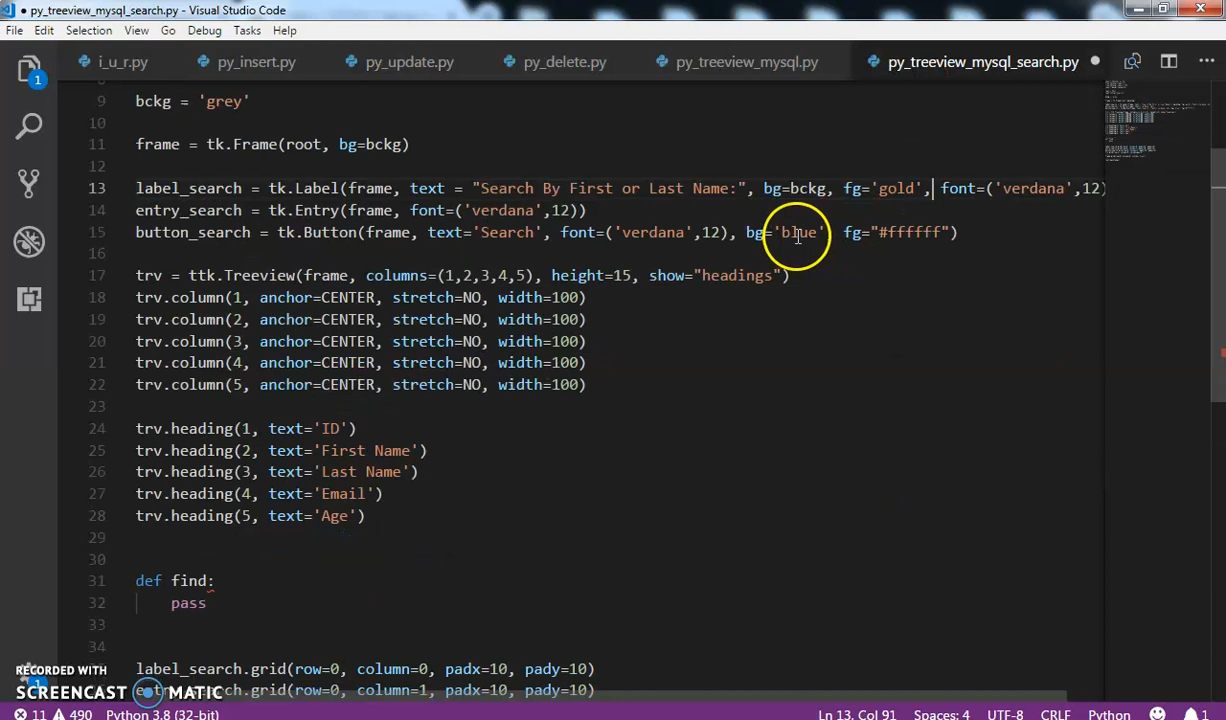 py_treeview_mysql_search.py - Visual Studio Code
File Edit Selection View Go Debug Tasks Help
i_u_r.py py_insert.py py_update.py py_delete.py py_treeview_mysql.py py_treeview_mysql_search.py
9 bckg = 'grey'
10
11 frame = tk.Frame(root, bg=bckg)
12
13 label_search = tk.Label(frame, text = "Search By First or Last Name:", bg=bckg, fg='gold', font=('verdana',12)
14 entry_search = tk.Entry(frame, font=('verdana',12))
15 button_search = tk.Button(frame, text='Search', font=('verdana',12), bg='blue' fg="#ffffff")
16
17 trv = ttk.Treeview(frame, columns=(1,2,3,4,5), height=15, show="headings")
18 trv.column(1, anchor=CENTER, stretch=NO, width=100)
19 trv.column(2, anchor=CENTER, stretch=NO, width=100)
20 trv.column(3, anchor=CENTER, stretch=NO, width=100)
21 trv.column(4, anchor=CENTER, stretch=NO, width=100)
22 trv.column(5, anchor=CENTER, stretch=NO, width=100)
23
24 trv.heading(1, text='ID')
25 trv.heading(2, text='First Name')
26 trv.heading(3, text='Last Name')
27 trv.heading(4, text='Email')
28 trv.heading(5, text='Age')
29
30
31 def find:
32 pass
33
34
label_search.grid(row=0, column=0, padx=10, pady=10)
entry_search.grid(row=0, column=1, padx=10, pady=10)
1
1
RECORDED WITH
SCREENCAST MATIC
11 490 Python 3.8 (32-bit) Ln 13, Col 91 Spaces: 4 UTF-8 CRLF Python 1